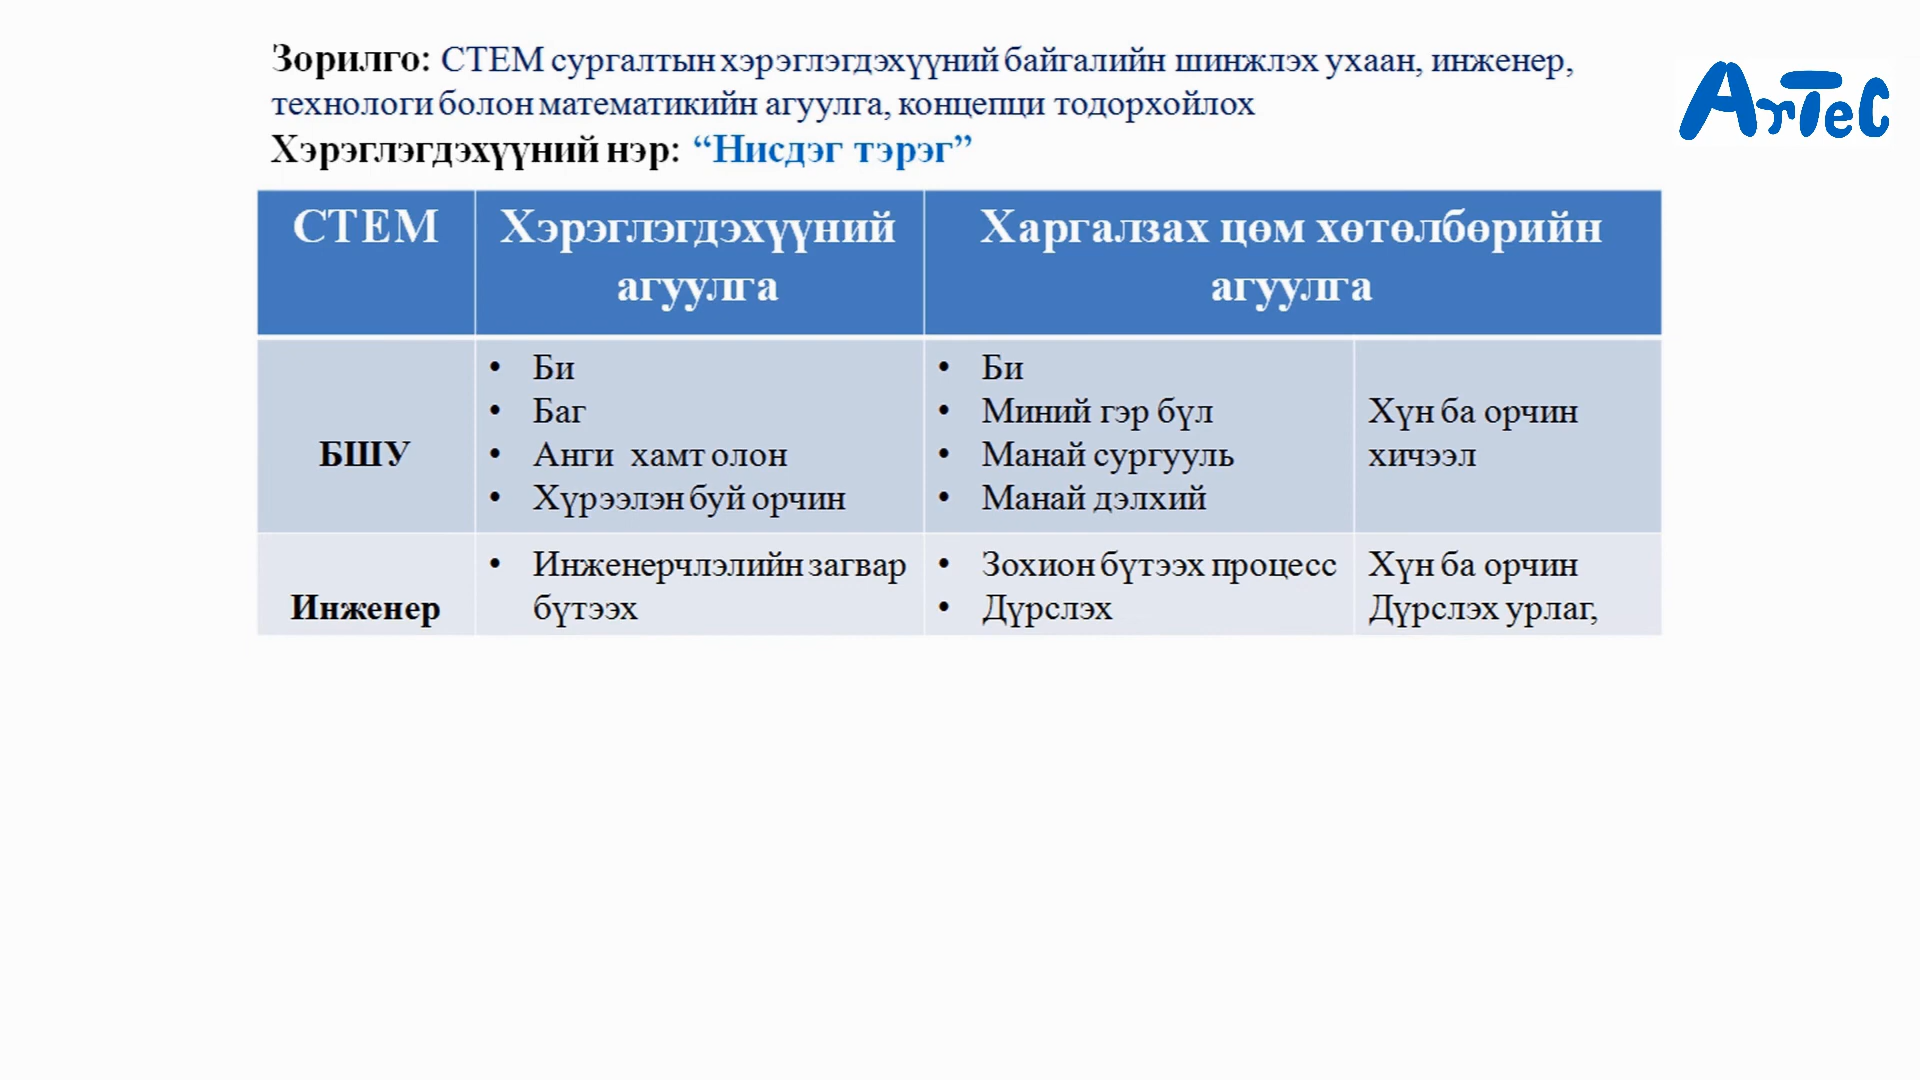 Зорилго: СТЕМ сургалтын хэрэглэгдэхүүний байгалийн шинжлэх ухаан, инженер,
технологи болон математикийн агуулга, концепци тодорхойлох
Хэрэглэгдэхүүний нэр: “Нисдэг тэрэг”
ArTeC
СТЕМ
Хэрэглэгдэхүүний
агуулга
Харгалзах цөм хөтөлбөрийн
агуулга
БШУ
• Би
• Баг
• Анги хамт олон
• Хүрээлэн буй орчин
• Би
• Миний гэр бүл
• Манай сургууль
• Манай дэлхий
Хүн ба орчин
хичээл
Инженер
• Инженерчлэлийн загвар
бүтээх
• Зохион бүтээх процесс
• Дүрслэх
Хүн ба орчин
Дүрслэх урлаг,